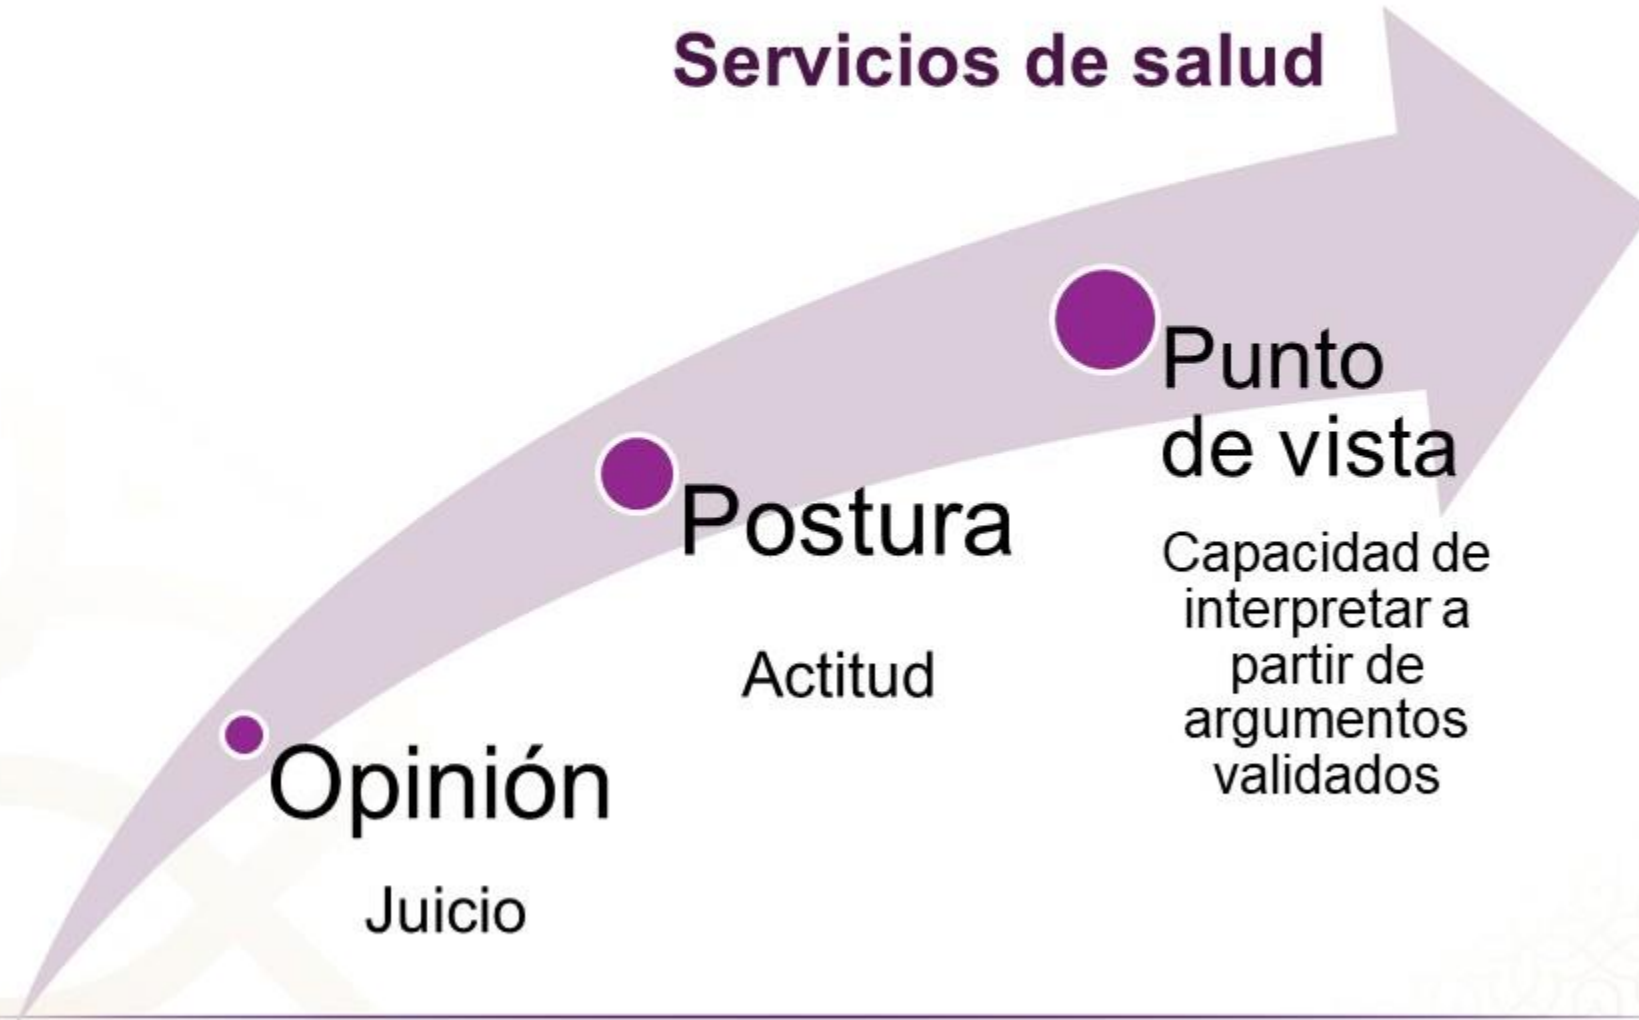 Servicios de salud
Opinión
Juicio
Postura
Actitud
Punto
de vista
Capacidad de
interpretar a
partir de
argumentos
validados